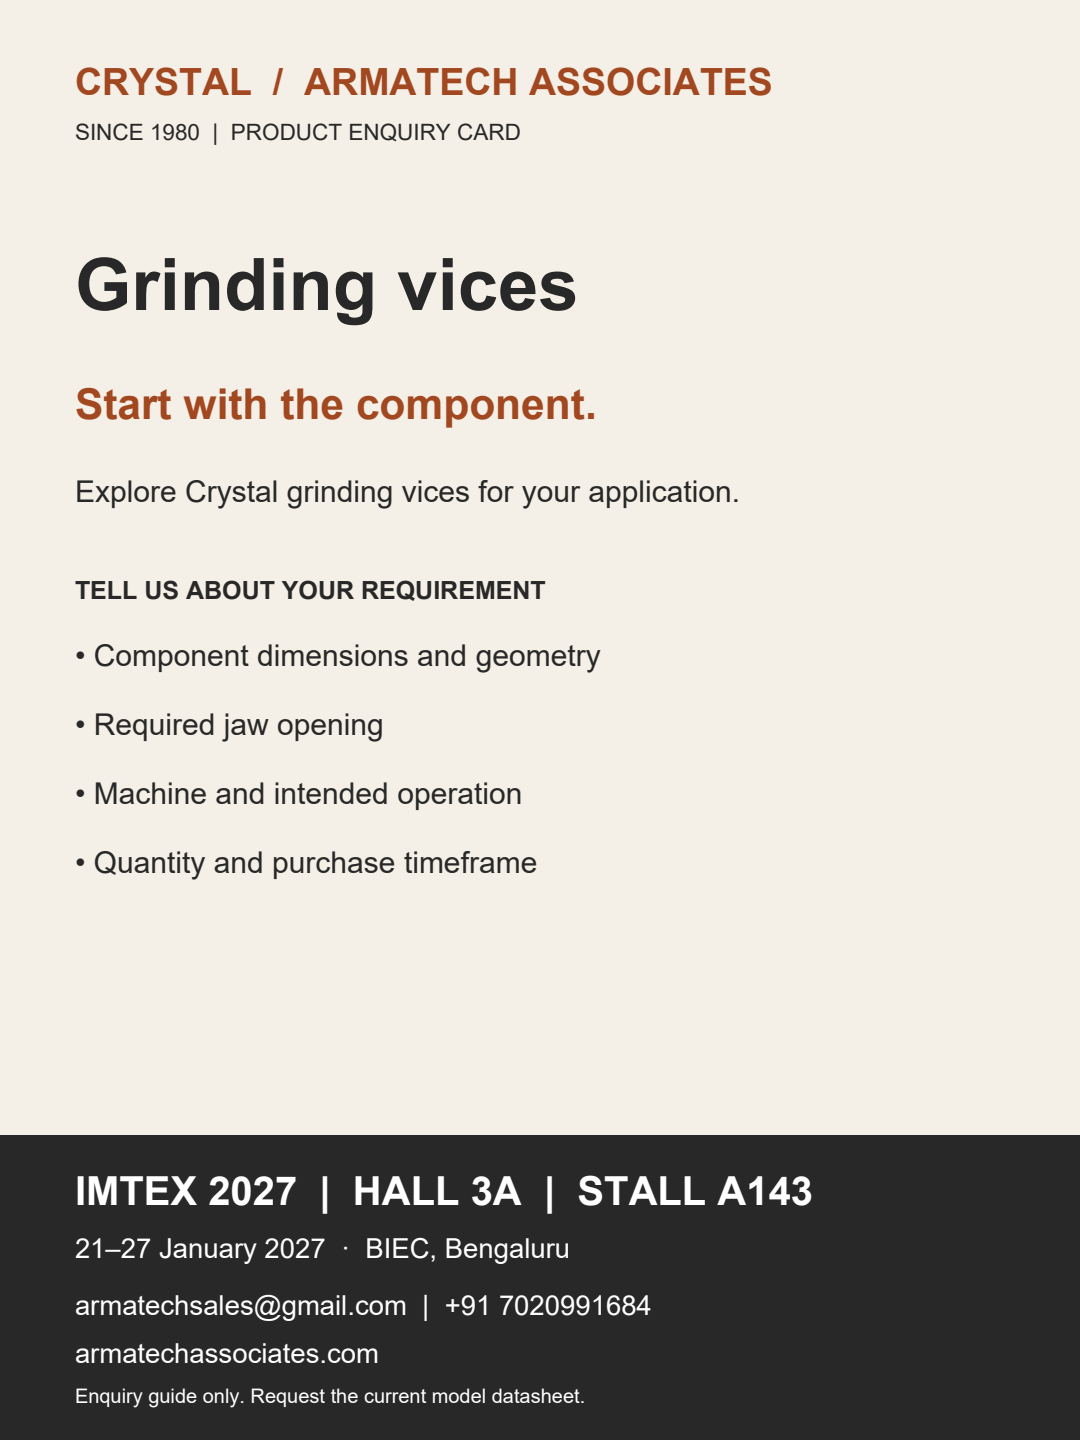 CRYSTAL / ARMATECH ASSOCIATES
SINCE 1980 | PRODUCT ENQUIRY CARD
Grinding vices
Start with the component.
Explore Crystal grinding vices for your application.
TELL US ABOUT YOUR REQUIREMENT
• Component dimensions and geometry
• Required jaw opening
• Machine and intended operation
• Quantity and purchase timeframe
IMTEX 2027 | HALL 3A | STALL A143
21–27 January 2027 · BIEC, Bengaluru
armatechsales@gmail.com | +91 7020991684
armatechassociates.com
Enquiry guide only. Request the current model datasheet.